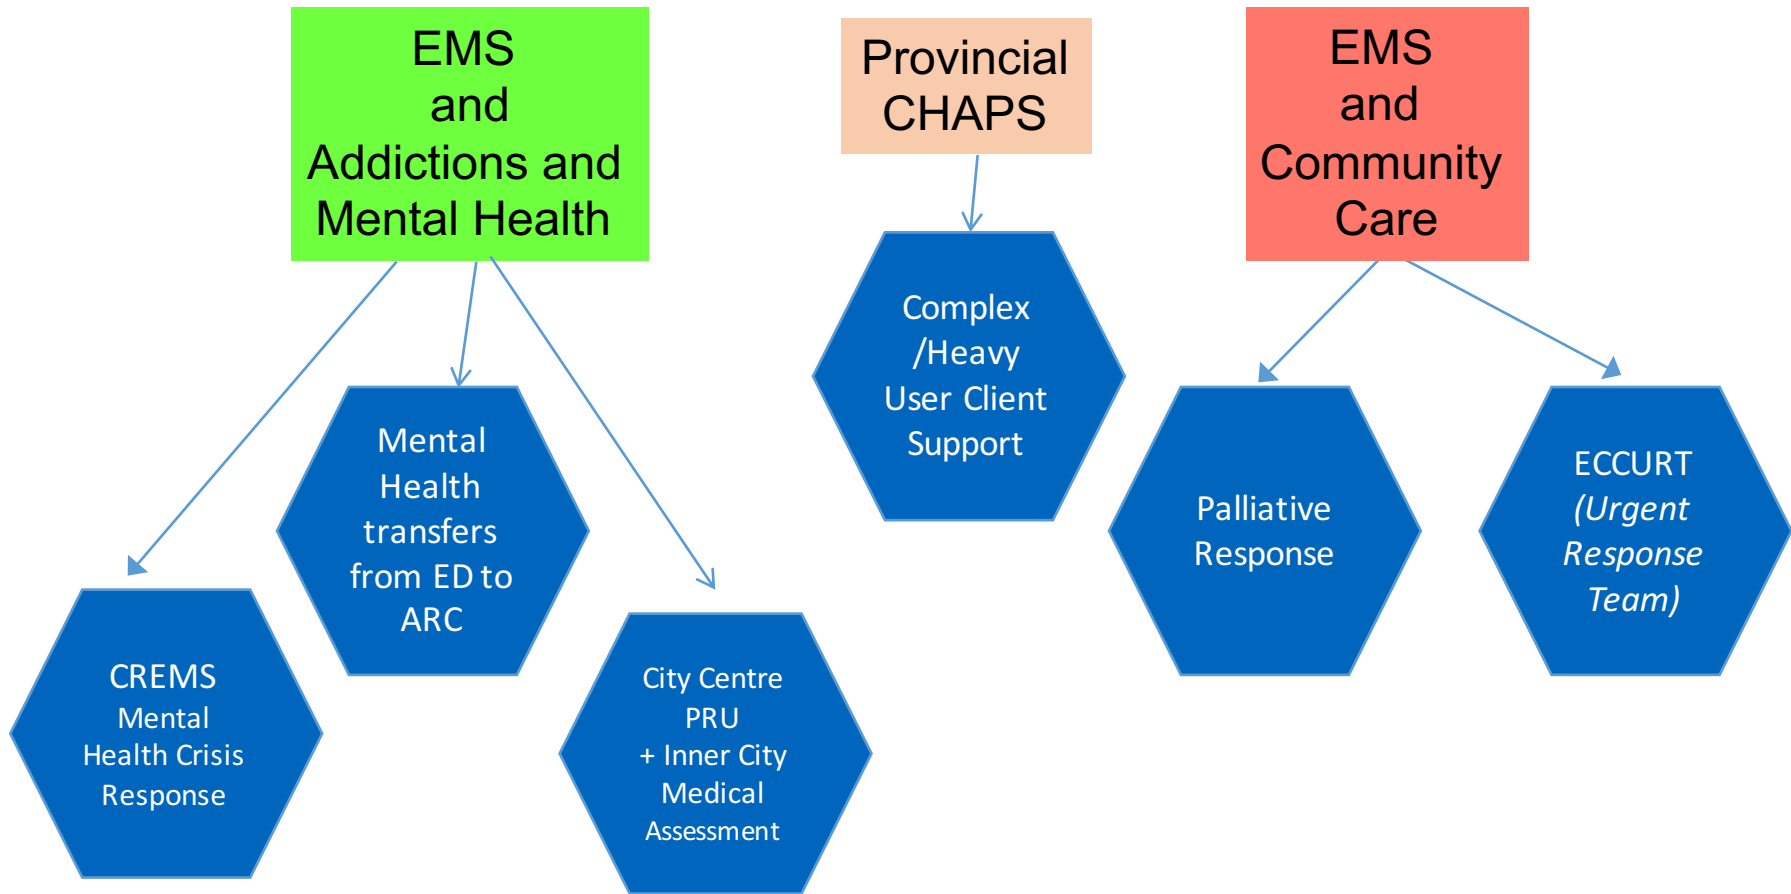 EMS
and
Addictions and
Mental Health
Provincial
CHAPS
EMS
and
Community
Care
Complex
/Heavy
User Client
Support
Mental
Health
transfers
from ED to
ARC
Palliative
Response
ECCURT
(Urgent
Response
Team)
CREMS
Mental
Health Crisis
Response
City Centre
PRU
+ Inner City
Medical
Assessment